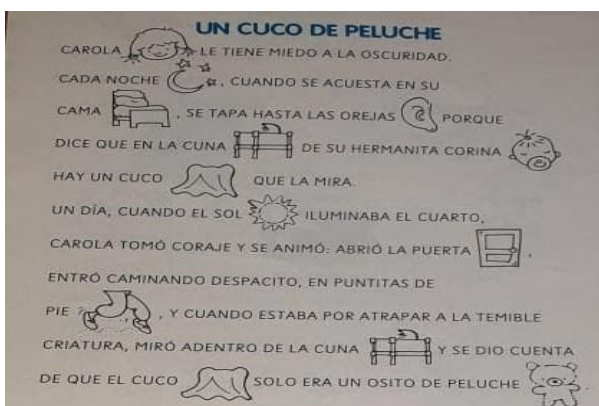 UN CUCO DE PELUCHE
CAROLA LE TIENE MIEDO A LA OSCURIDAD.
CADA NOCHE , CUANDO SE ACUESTA EN SU
CAMA , SE TAPA HASTA LAS OREJAS PORQUE
DICE QUE EN LA CUNA DE SU HERMANITA CORINA
HAY UN CUCO QUE LA MIRA.
UN DÍA, CUANDO EL SOL ILUMINABA EL CUARTO,
CAROLA TOMÓ CORAJE Y SE ANIMÓ: ABRIÓ LA PUERTA ,
ENTRÓ CAMINANDO DESPACITO, EN PUNTITAS DE
PIE , Y CUANDO ESTABA POR ATRAPAR A LA TEMIBLE
CRIATURA, MIRÓ ADENTRO DE LA CUNA Y SE DIO CUENTA
DE QUE EL CUCO SOLO ERA UN OSITO DE PELUCHE